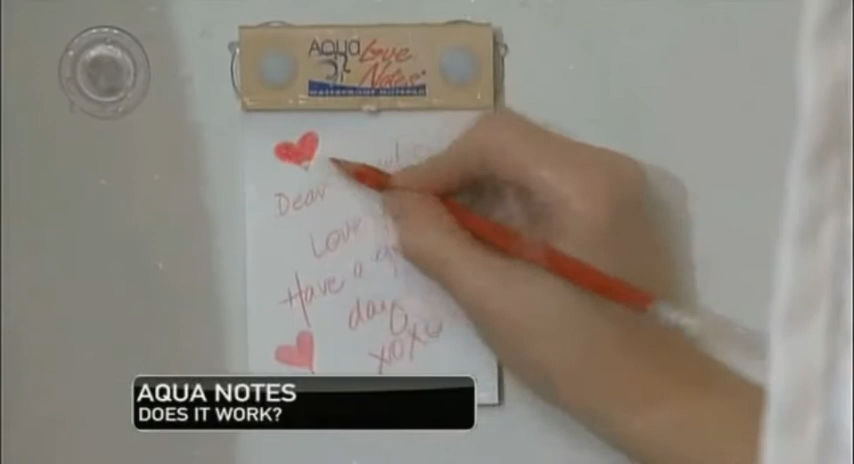 AQUA Love
Notes
WATERPROOF NOTEPAD
Dear
Love
Have a
day
XOXO
AQUA NOTES
DOES IT WORK?